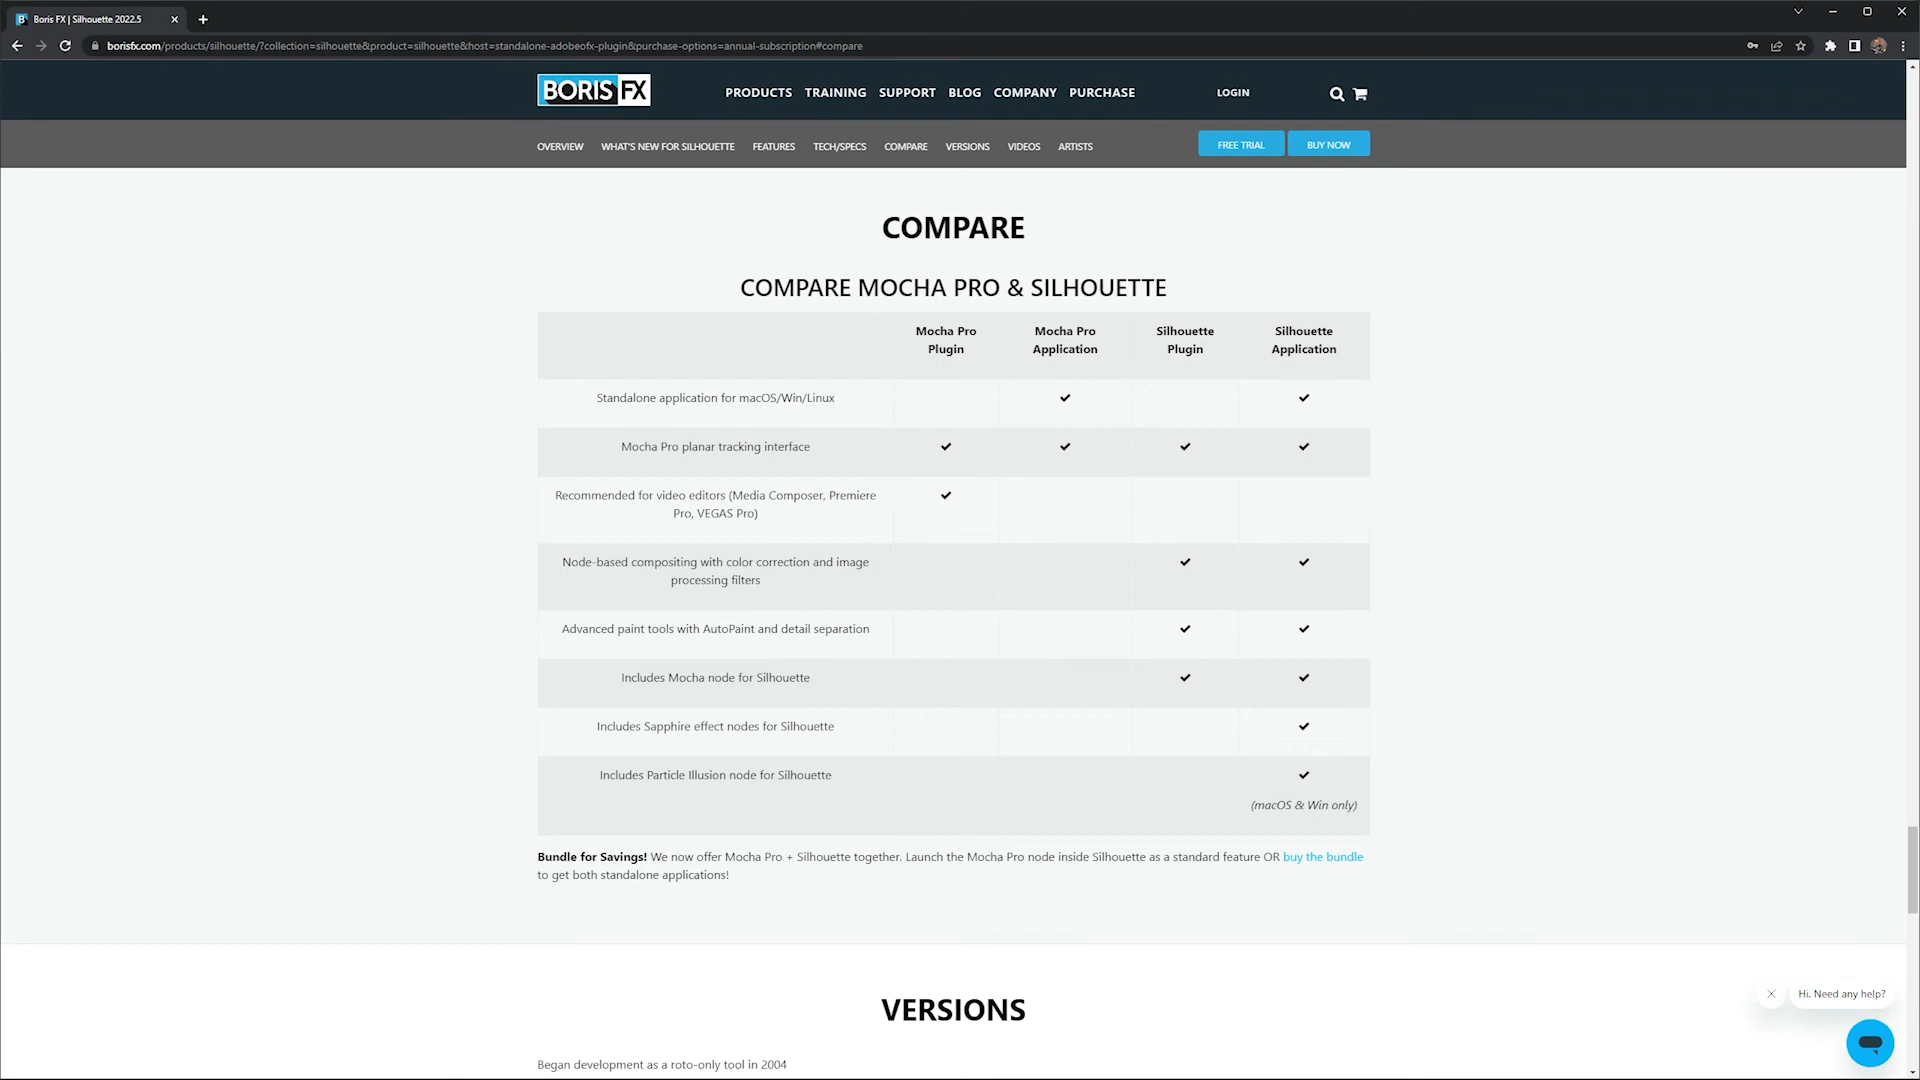 Boris FX | Silhouette 2022.5
borisfx.com/products/silhouette/?collection=silhouette&product=silhouette&host=standalone-adobeofx-plugin&purchase-options=annual-subscription#compare
BORIS FX
PRODUCTS TRAINING SUPPORT BLOG COMPANY PURCHASE LOGIN
OVERVIEW WHAT'S NEW FOR SILHOUETTE FEATURES TECH/SPECS COMPARE VERSIONS VIDEOS ARTISTS FREE TRIAL BUY NOW
COMPARE
COMPARE MOCHA PRO & SILHOUETTE
Mocha Pro Plugin
Mocha Pro Application
Silhouette Plugin
Silhouette Application
Standalone application for macOS/Win/Linux
Mocha Pro planar tracking interface
Recommended for video editors (Media Composer, Premiere
Pro, VEGAS Pro)
Node-based compositing with color correction and image
processing filters
Advanced paint tools with AutoPaint and detail separation
Includes Mocha node for Silhouette
Includes Sapphire effect nodes for Silhouette
Includes Particle Illusion node for Silhouette
(macOS & Win only)
Bundle for Savings! We now offer Mocha Pro + Silhouette together. Launch the Mocha Pro node inside Silhouette as a standard feature OR buy the bundle
to get both standalone applications!
VERSIONS
Hi. Need any help?
Began development as a roto-only tool in 2004